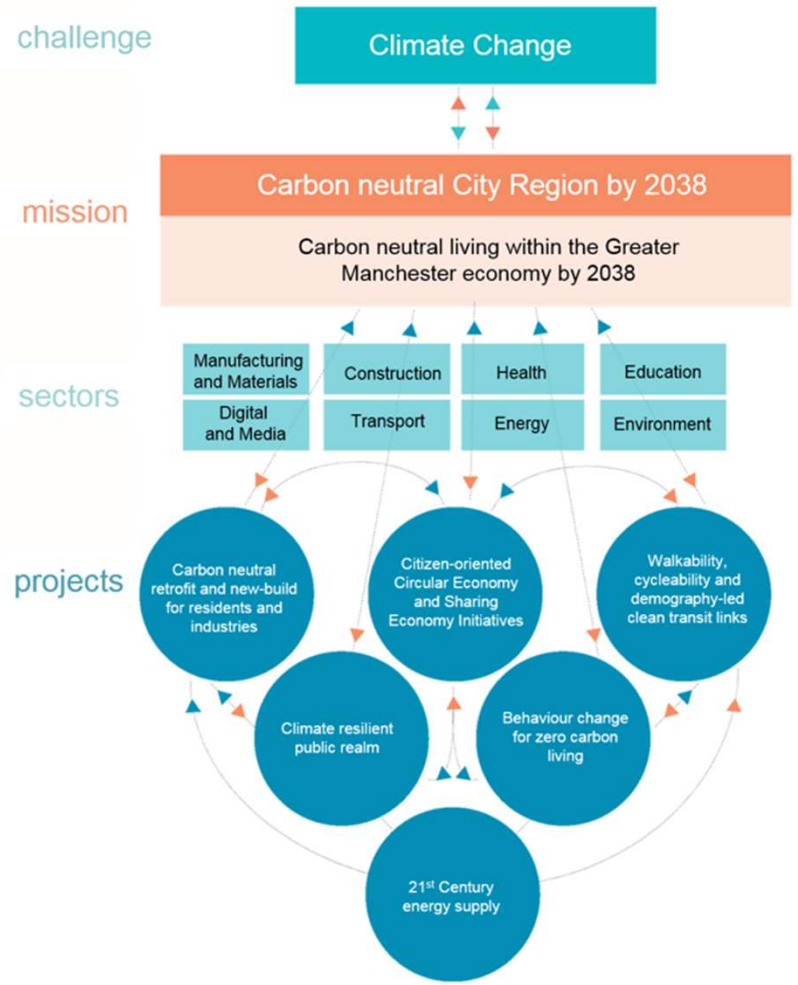 challenge
Climate Change
mission
Carbon neutral City Region by 2038
Carbon neutral living within the Greater
Manchester economy by 2038
sectors
Manufacturing
and Materials
Construction
Health
Education
Digital
and Media
Transport
Energy
Environment
projects
Carbon neutral
retrofit and new-build
for residents and
industries
Citizen-oriented
Circular Economy
and Sharing
Economy Initiatives
Walkability,
cycleability and
demography-led
clean transit links
Climate resilient
public realm
Behaviour change
for zero carbon
living
21st Century
energy supply